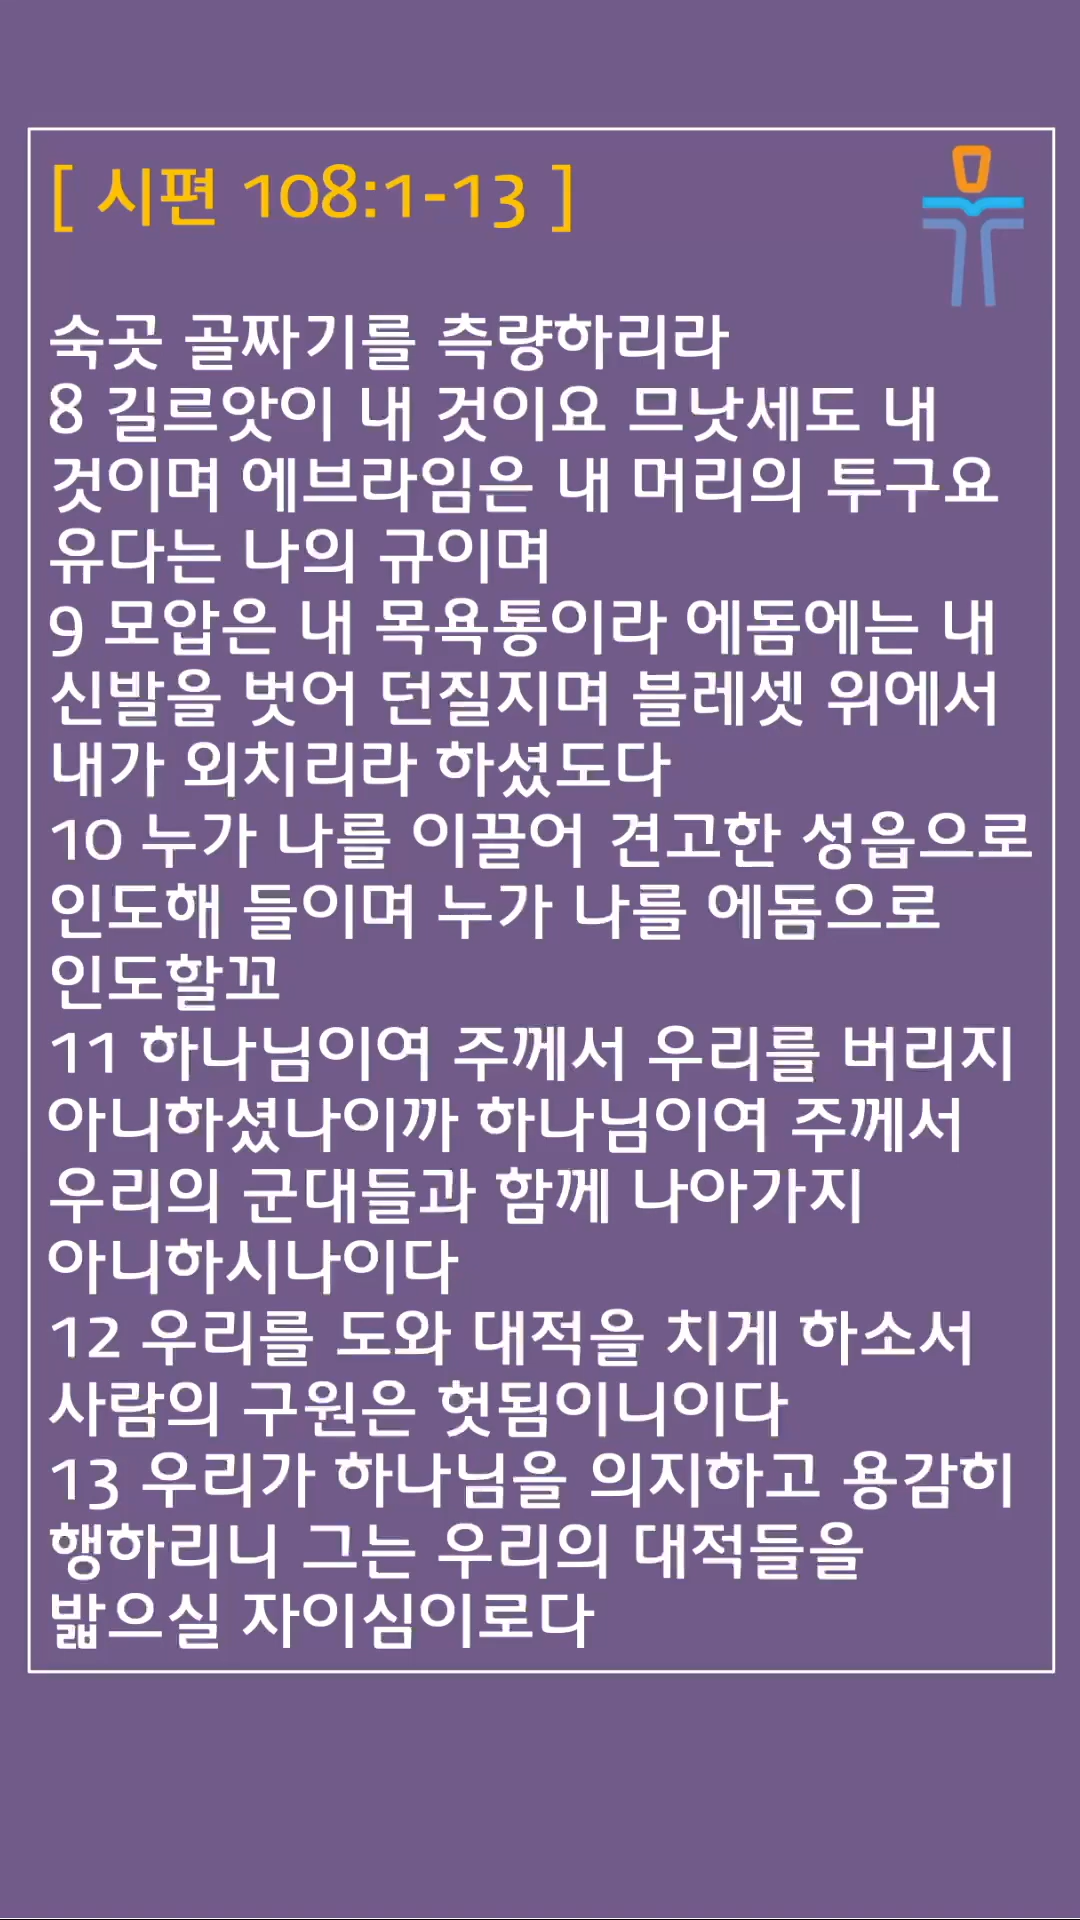 [ 시편 108:1-13 ]
숙곳 골짜기를 측량하리라
8 길르앗이 내 것이요 므낫세도 내
것이며 에브라임은 내 머리의 투구요
유다는 나의 규이며
9 모압은 내 목욕통이라 에돔에는 내
신발을 벗어 던질지며 블레셋 위에서
내가 외치리라 하셨도다
10 누가 나를 이끌어 견고한 성읍으로
인도해 들이며 누가 나를 에돔으로
인도할꼬
11 하나님이여 주께서 우리를 버리지
아니하셨나이까 하나님이여 주께서
우리의 군대들과 함께 나아가지
아니하시나이다
12 우리를 도와 대적을 치게 하소서
사람의 구원은 헛됨이니이다
13 우리가 하나님을 의지하고 용감히
행하리니 그는 우리의 대적들을
밟으실 자이심이로다